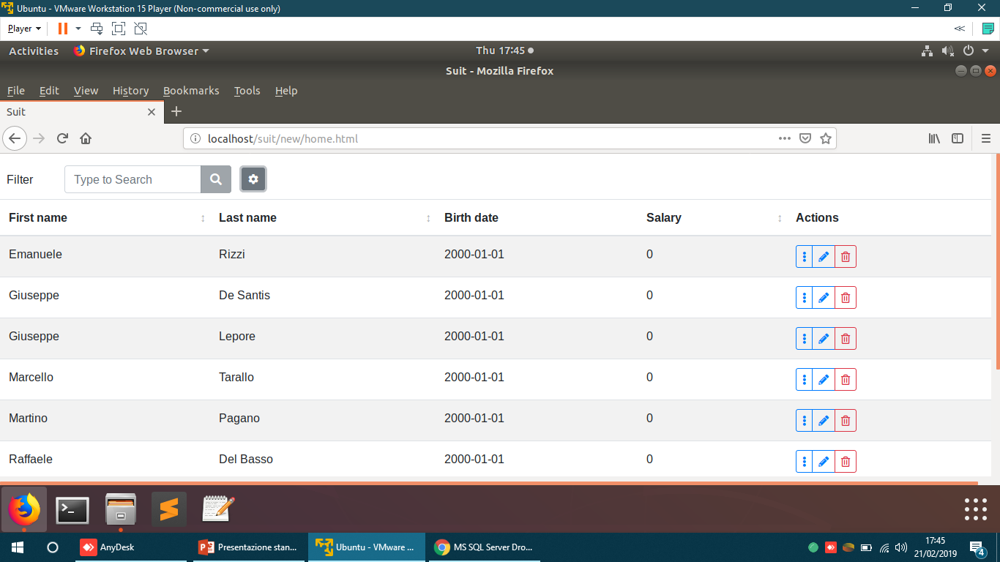 Ubuntu - VMware Workstation 15 Player (Non-commercial use only)
Player
Activities Firefox Web Browser Thu 17:45
Suit - Mozilla Firefox
File Edit View History Bookmarks Tools Help
Suit
localhost/suit/new/home.html
Filter Type to Search
First name Last name Birth date Salary Actions
Emanuele Rizzi 2000-01-01 0
Giuseppe De Santis 2000-01-01 0
Giuseppe Lepore 2000-01-01 0
Marcello Tarallo 2000-01-01 0
Martino Pagano 2000-01-01 0
Raffaele Del Basso 2000-01-01 0
AnyDesk Presentazione stan... Ubuntu - VMware ... MS SQL Server Dro... 17:45
21/02/2019 4